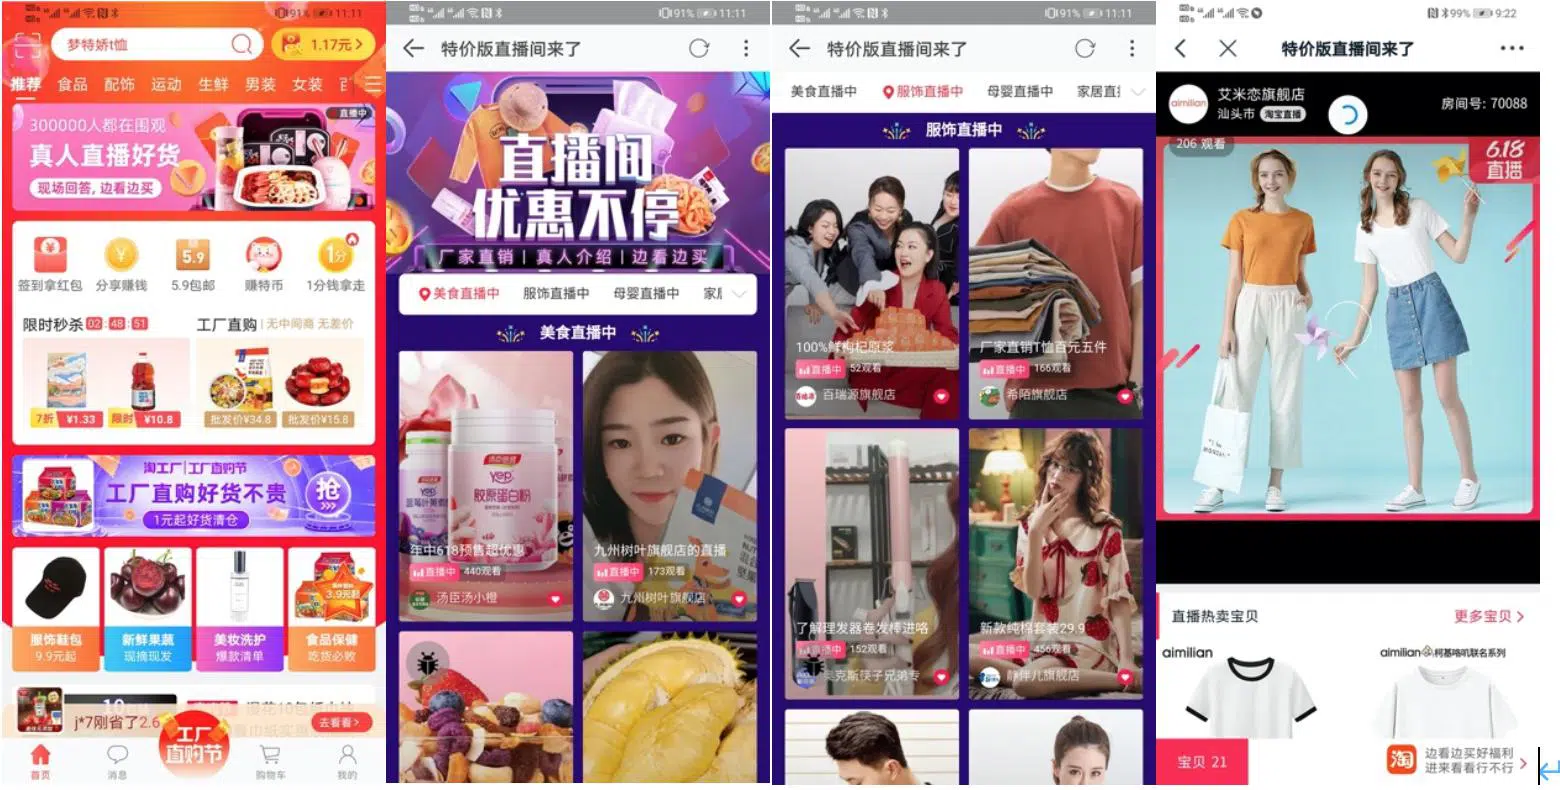 91% 11:11
梦特娇t恤
1.17元
推荐 食品 配饰 运动 生鲜 男装 女装
直播中
300000人都在围观
真人直播好货
现场回答,边看边买
5.9
1分
签到拿红包 分享赚钱 5.9包邮 赚特币 1分钱拿走
限时秒杀 02:48:51
工厂直购 | 无中间商 无差价
7折 ¥1.33 限时 ¥10.8 批发价¥34.8 批发价¥15.8
淘工厂|工厂直购节
工厂直购好货不贵
1元起好货清仓
抢
3.9元起
服饰鞋包 新鲜果蔬 美妆洗护 食品保健
9.9元起 现摘现发 爆款清单 吃货必败
j*7刚省了2.6
去看看
工厂
直购节
首页 消息 购物车 我的
91% 11:11
特价版直播间来了
直播间
优惠不停
厂家直销 | 真人介绍 | 边看边买
美食直播中 服饰直播中 母婴直播中
美食直播中
yep
胶原蛋白粉
年中618预售超优惠
直播中 440观看
汤臣汤小橙
九州树叶旗舰店的直播
直播中 173观看
九州树叶旗舰店
91% 11:11
特价版直播间来了
美食直播中 服饰直播中 母婴直播中 家居直
服饰直播中
100%鲜枸杞原浆
直播中 52观看
百瑞源旗舰店
厂家直销T恤百元五件
直播中 166观看
希陌旗舰店
了解理发器卷发棒进咯
直播中 152观看
奥克斯筷子兄弟专
新款纯棉套装29.9
直播中 456观看
静伴儿旗舰店
99% 9:22
特价版直播间来了
aimilian
艾米恋旗舰店
汕头市 淘宝直播
房间号: 70088
206 观看
6.18
直播
直播热卖宝贝
更多宝贝
aimilian
aimilian 柯基咯叽联名系列
宝贝 21
淘
边看边买好福利
进来看看行不行